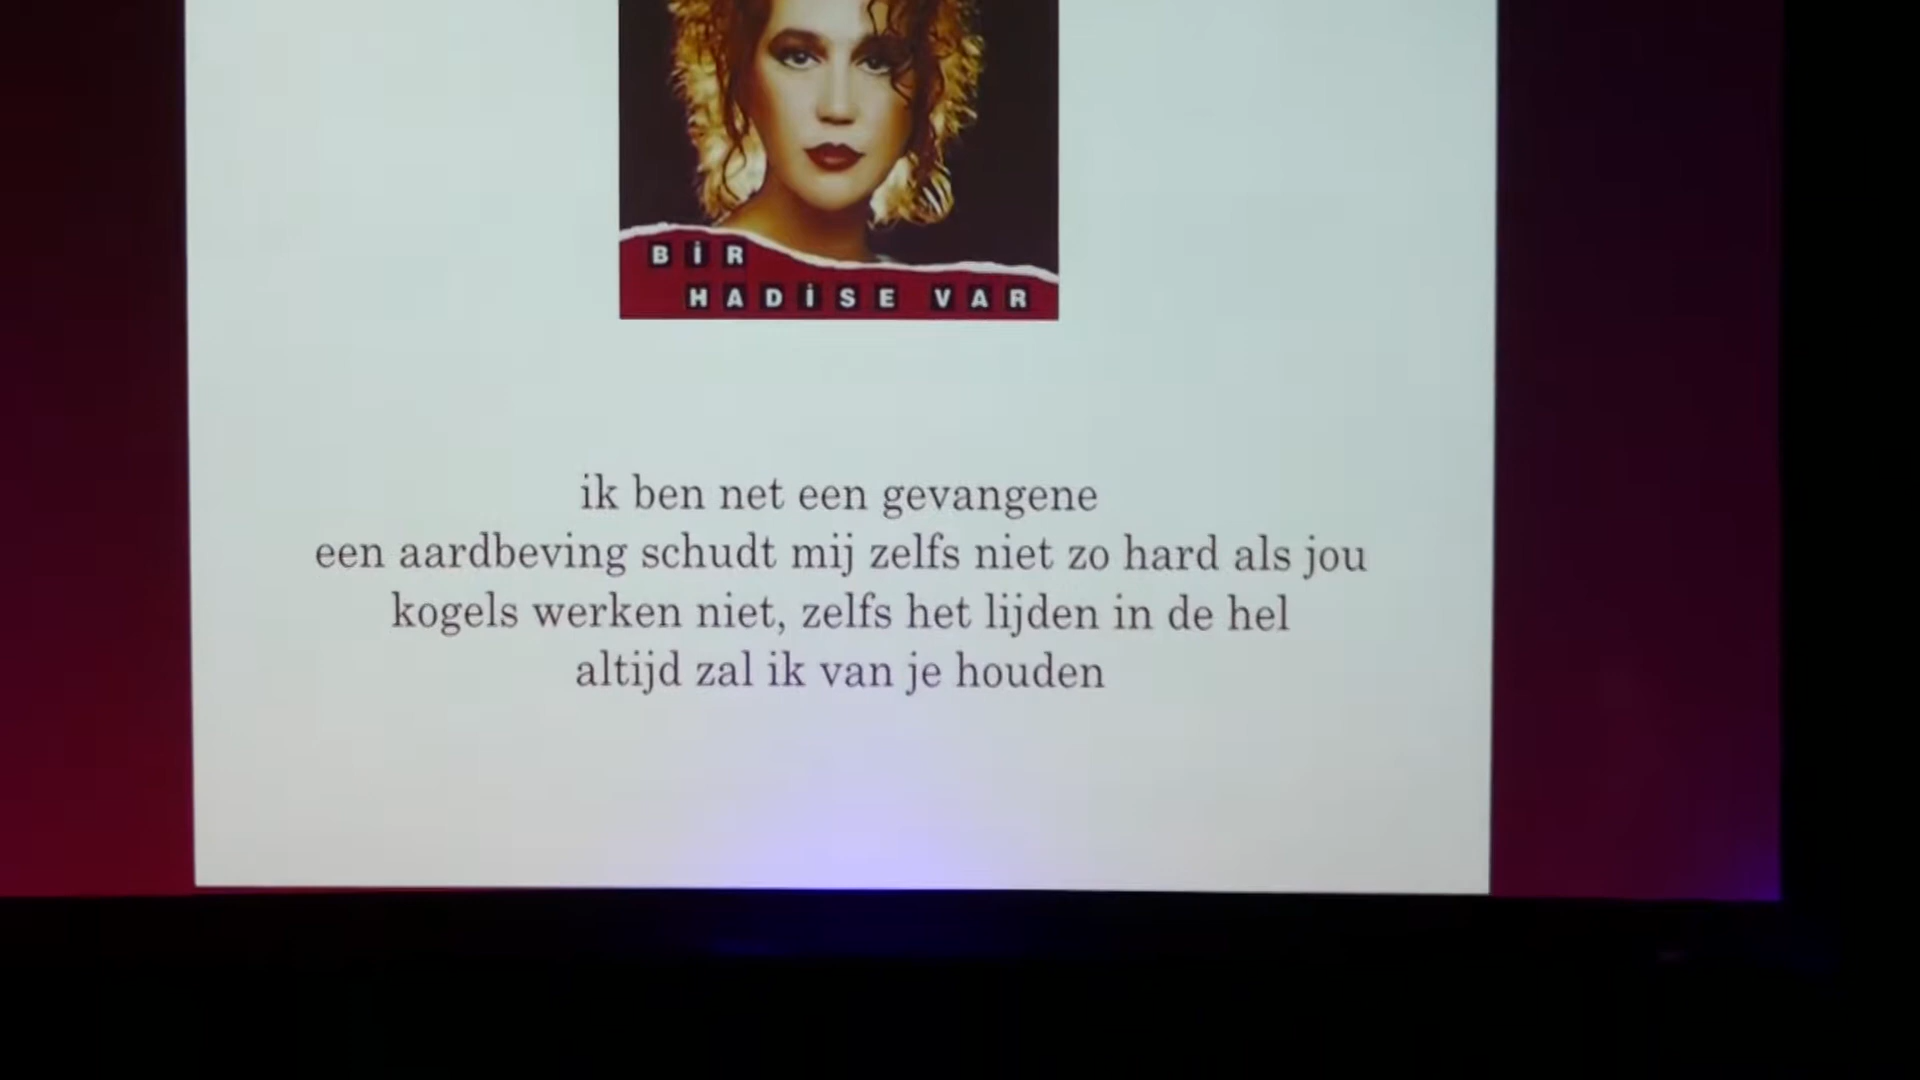 BİR
HADİSE VAR
ik ben net een gevangene
een aardbeving schudt mij zelfs niet zo hard als jou
kogels werken niet, zelfs het lijden in de hel
altijd zal ik van je houden